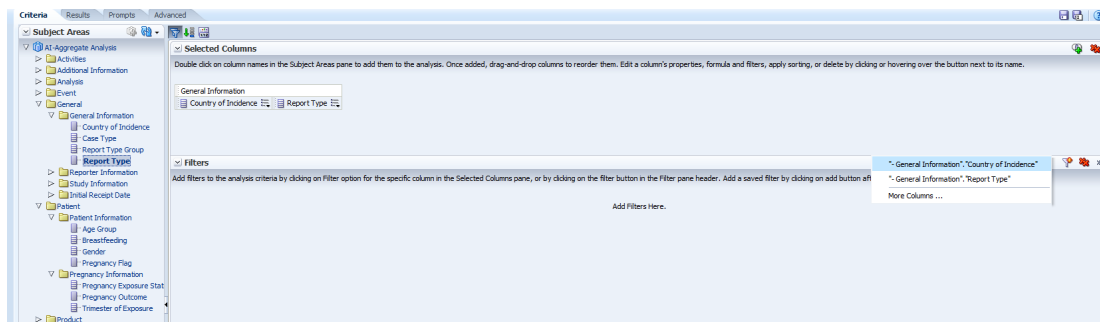 Criteria Results Prompts Advanced
Subject Areas
AI-Aggregate Analysis
Activities
Additional Information
Analysis
Event
General
General Information
Country of Incidence
Case Type
Report Type Group
Report Type
Reporter Information
Study Information
Initial Receipt Date
Patient
Patient Information
Age Group
Breastfeeding
Gender
Pregnancy Flag
Pregnancy Information
Pregnancy Exposure Stat
Pregnancy Outcome
Trimester of Exposure
Product
Selected Columns
Double click on column names in the Subject Areas pane to add them to the analysis. Once added, drag-and-drop columns to reorder them. Edit a column's properties, formula and filters, apply sorting, or delete by clicking or hovering over the button next to its name.
General Information
Country of Incidence Report Type
Filters
Add filters to the analysis criteria by clicking on Filter option for the specific column in the Selected Columns pane, or by clicking on the filter button in the Filter pane header. Add a saved filter by clicking on add button af
Add Filters Here.
"- General Information"."Country of Incidence"
"- General Information"."Report Type"
More Columns ...